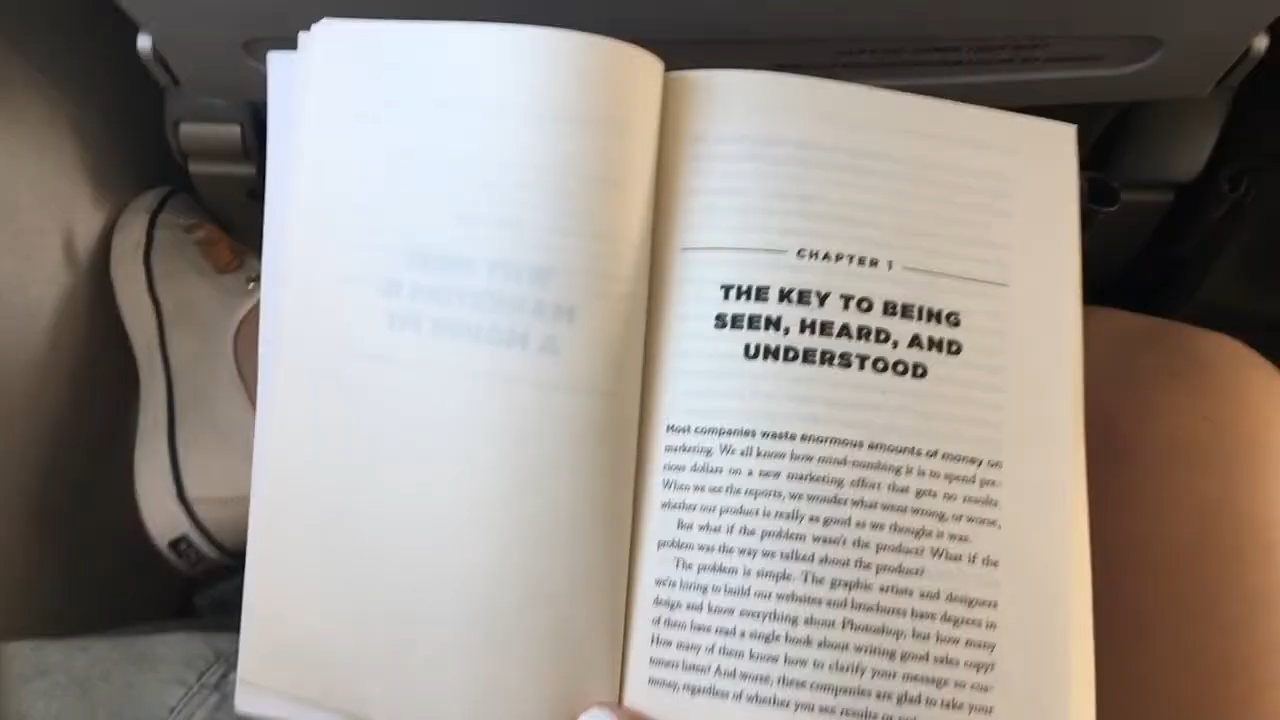 CHAPTER 1
THE KEY TO BEING
SEEN, HEARD, AND
UNDERSTOOD
Most companies waste enormous amounts of money on
marketing. We all know how mind-numbing it is to spend pre-
cious dollars on a new marketing effort that gets no results.
When we see the reports, we wonder what went wrong, or worse,
whether our product is really as good as we thought it was.
But what if the problem wasn't the product? What if the
problem was the way we talked about the product?
The problem is simple. The graphic artists and designers
we're hiring to build our websites and brochures have degrees in
design and know everything about Photoshop, but how many
of them have read a single book about writing good sales copy?
How many of them know how to clarify your message so cus-
tomers listen? And worse, these companies are glad to take your
money, regardless of whether you see results or